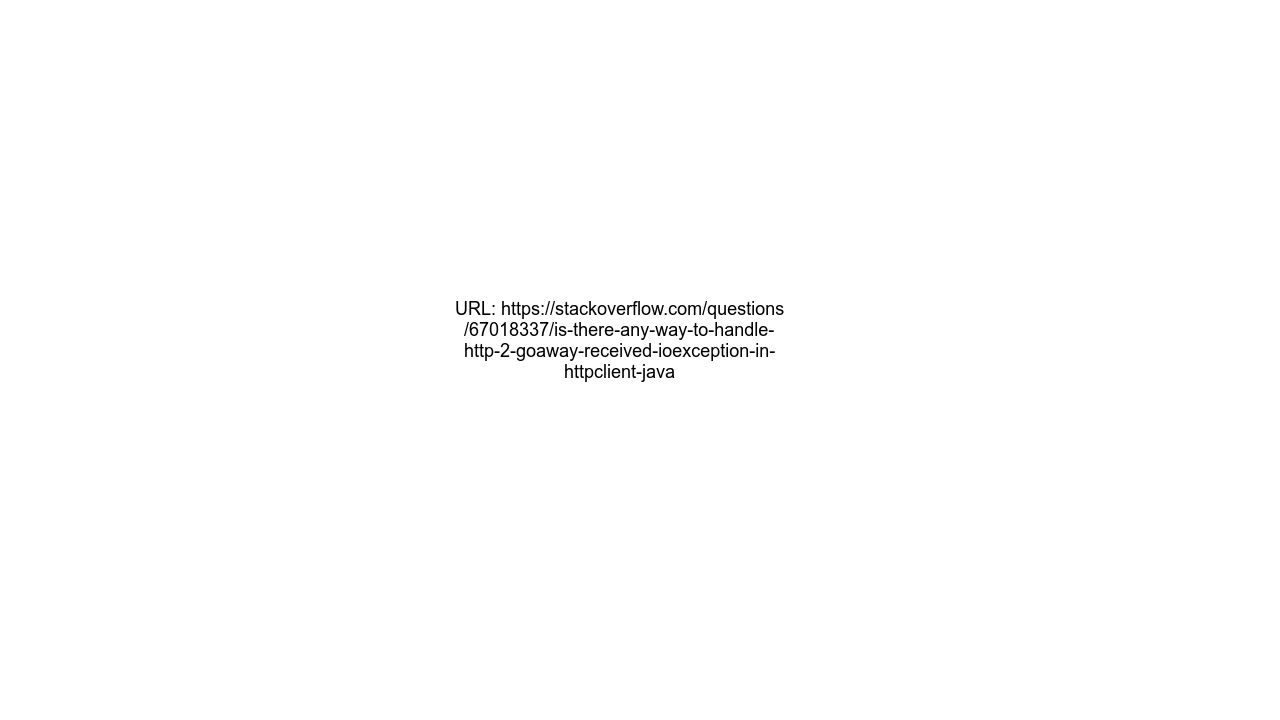 URL: https://stackoverflow.com/questions
/67018337/is-there-any-way-to-handle-
http-2-goaway-received-ioexception-in-
httpclient-java